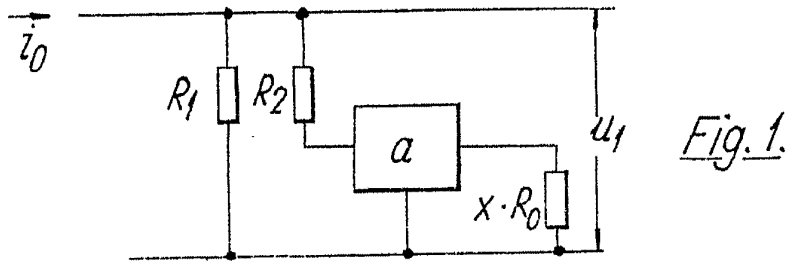 i₀
R₁
R₂
a
x·R₀
u₁
Fig. 1.